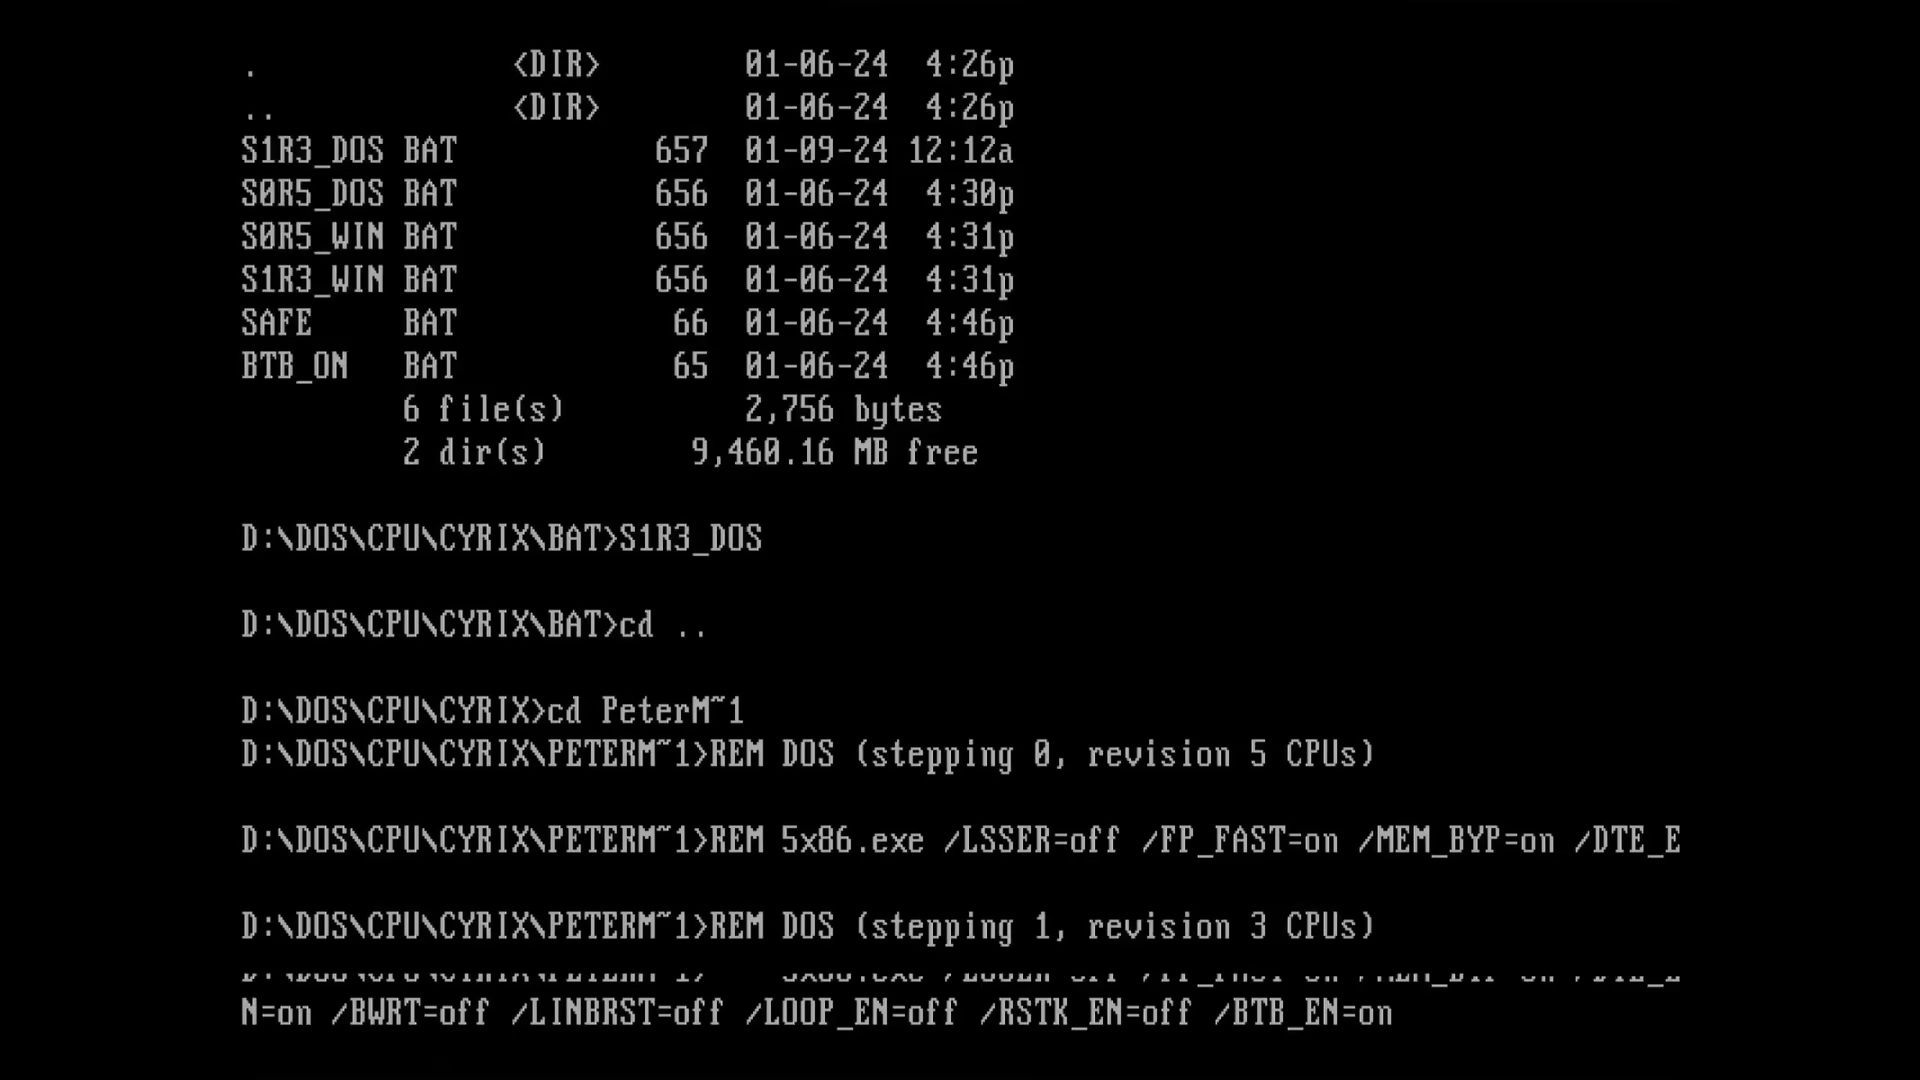 . <DIR> 01-06-24 4:26p
.. <DIR> 01-06-24 4:26p
S1R3_DOS BAT 657 01-09-24 12:12a
S0R5_DOS BAT 656 01-06-24 4:30p
S0R5_WIN BAT 656 01-06-24 4:31p
S1R3_WIN BAT 656 01-06-24 4:31p
SAFE BAT 66 01-06-24 4:46p
BTB_ON BAT 65 01-06-24 4:46p
6 file(s) 2,756 bytes
2 dir(s) 9,460.16 MB free
D:\DOS\CPU\CYRIX\BAT>S1R3_DOS
D:\DOS\CPU\CYRIX\BAT>cd ..
D:\DOS\CPU\CYRIX>cd PeterM~1
D:\DOS\CPU\CYRIX\PETERM~1>REM DOS (stepping 0, revision 5 CPUs)
D:\DOS\CPU\CYRIX\PETERM~1>REM 5x86.exe /LSSER=off /FP_FAST=on /MEM_BYP=on /DTE_E
D:\DOS\CPU\CYRIX\PETERM~1>REM DOS (stepping 1, revision 3 CPUs)
N=on /BWRT=off /LINBRST=off /LOOP_EN=off /RSTK_EN=off /BTB_EN=on